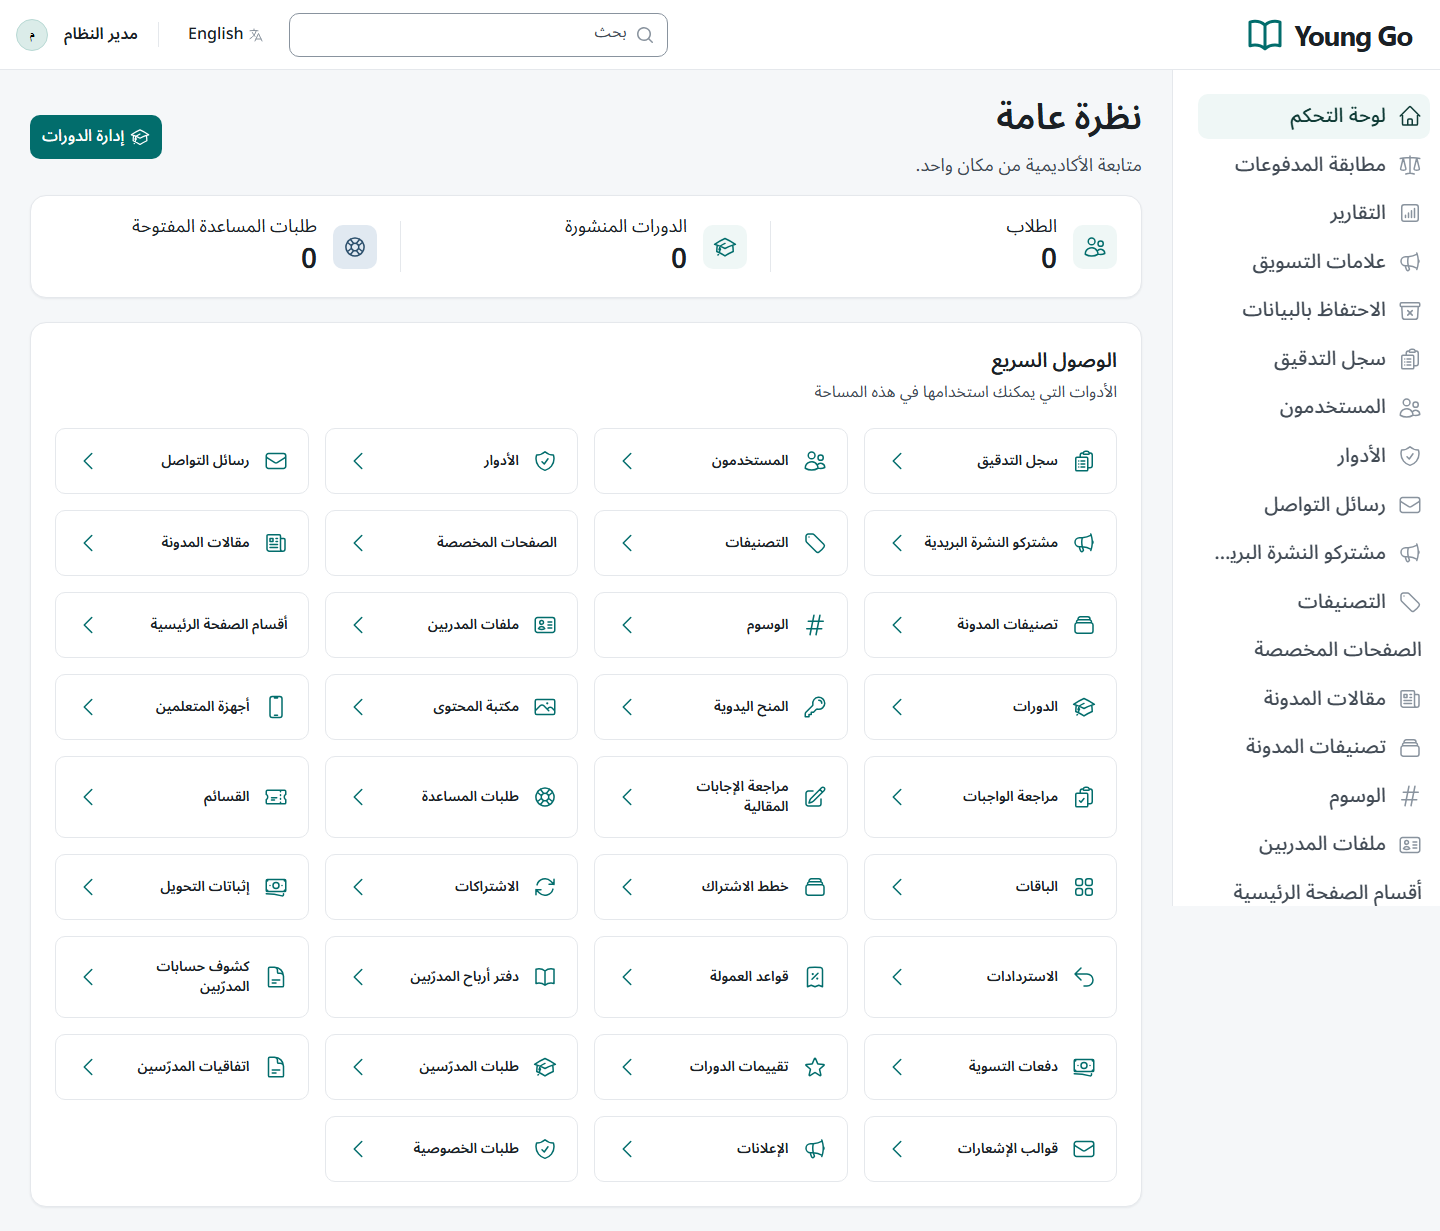 Young Go
بحث
English
مدير النظام
م
لوحة التحكم
مطابقة المدفوعات
التقارير
علامات التسويق
الاحتفاظ بالبيانات
سجل التدقيق
المستخدمون
الأدوار
رسائل التواصل
مشتركو النشرة البريد...
التصنيفات
الصفحات المخصصة
مقالات المدونة
تصنيفات المدونة
الوسوم
ملفات المدربين
أقسام الصفحة الرئيسية
نظرة عامة
متابعة الأكاديمية من مكان واحد.
إدارة الدورات
الطلاب
0
الدورات المنشورة
0
طلبات المساعدة المفتوحة
0
الوصول السريع
الأدوات التي يمكنك استخدامها في هذه المساحة
سجل التدقيق
المستخدمون
الأدوار
رسائل التواصل
مشتركو النشرة البريدية
التصنيفات
الصفحات المخصصة
مقالات المدونة
تصنيفات المدونة
الوسوم
ملفات المدربين
أقسام الصفحة الرئيسية
الدورات
المنح اليدوية
مكتبة المحتوى
أجهزة المتعلمين
مراجعة الواجبات
مراجعة الإجابات
المقالية
طلبات المساعدة
القسائم
الباقات
خطط الاشتراك
الاشتراكات
إثباتات التحويل
الاستردادات
قواعد العمولة
دفتر أرباح المدرّبين
كشوف حسابات
المدرّبين
دفعات التسوية
تقييمات الدورات
طلبات المدرّسين
اتفاقيات المدرّسين
قوالب الإشعارات
الإعلانات
طلبات الخصوصية